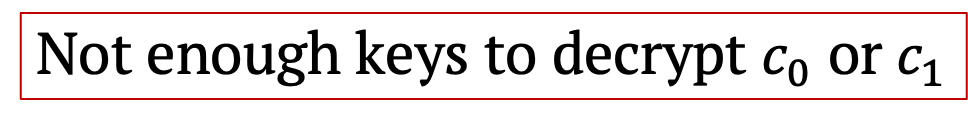 Not enough keys to decrypt c₀ or c₁